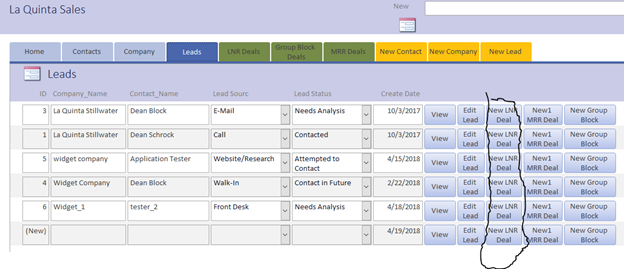 La Quinta Sales
New
Home Contacts Company Leads LNR Deals Group Block Deals MRR Deals New Contact New Company New Lead
Leads
ID Company_Name Contact_Name Lead Sourc Lead Status Create Date
3 La Quinta Stillwater Dean Block E-Mail Needs Analysis 10/3/2017 View Edit Lead New LNR Deal New1 MRR Deal New Group Block
1 La Quinta Stillwater Dean Schrock Call Contacted 10/3/2017 View Edit Lead New LNR Deal New1 MRR Deal New Group Block
5 widget company Application Tester Website/Research Attempted to Contact 4/15/2018 View Edit Lead New LNR Deal New1 MRR Deal New Group Block
4 Widget Company Dean Block Walk-In Contact in Future 2/22/2018 View Edit Lead New LNR Deal New1 MRR Deal New Group Block
6 Widget_1 tester_2 Front Desk Needs Analysis 4/18/2018 View Edit Lead New LNR Deal New1 MRR Deal New Group Block
(New) 4/19/2018 View Edit Lead New LNR Deal New1 MRR Deal New Group Block